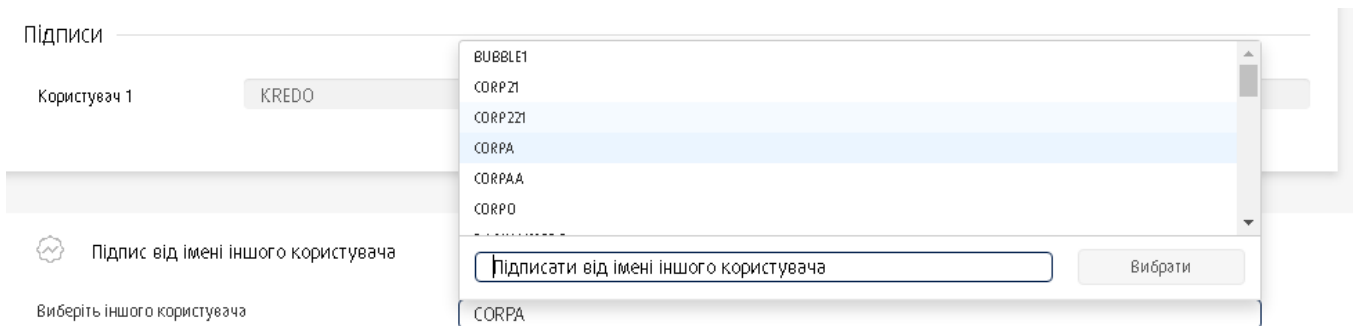 Підписи
Користувач 1
KREDO
BUBBLE1
CORP21
CORP221
CORPA
CORPAA
CORPO
Підпис від імені іншого користувача
Підписати від імені іншого користувача
Вибрати
Виберіть іншого користувача
CORPA